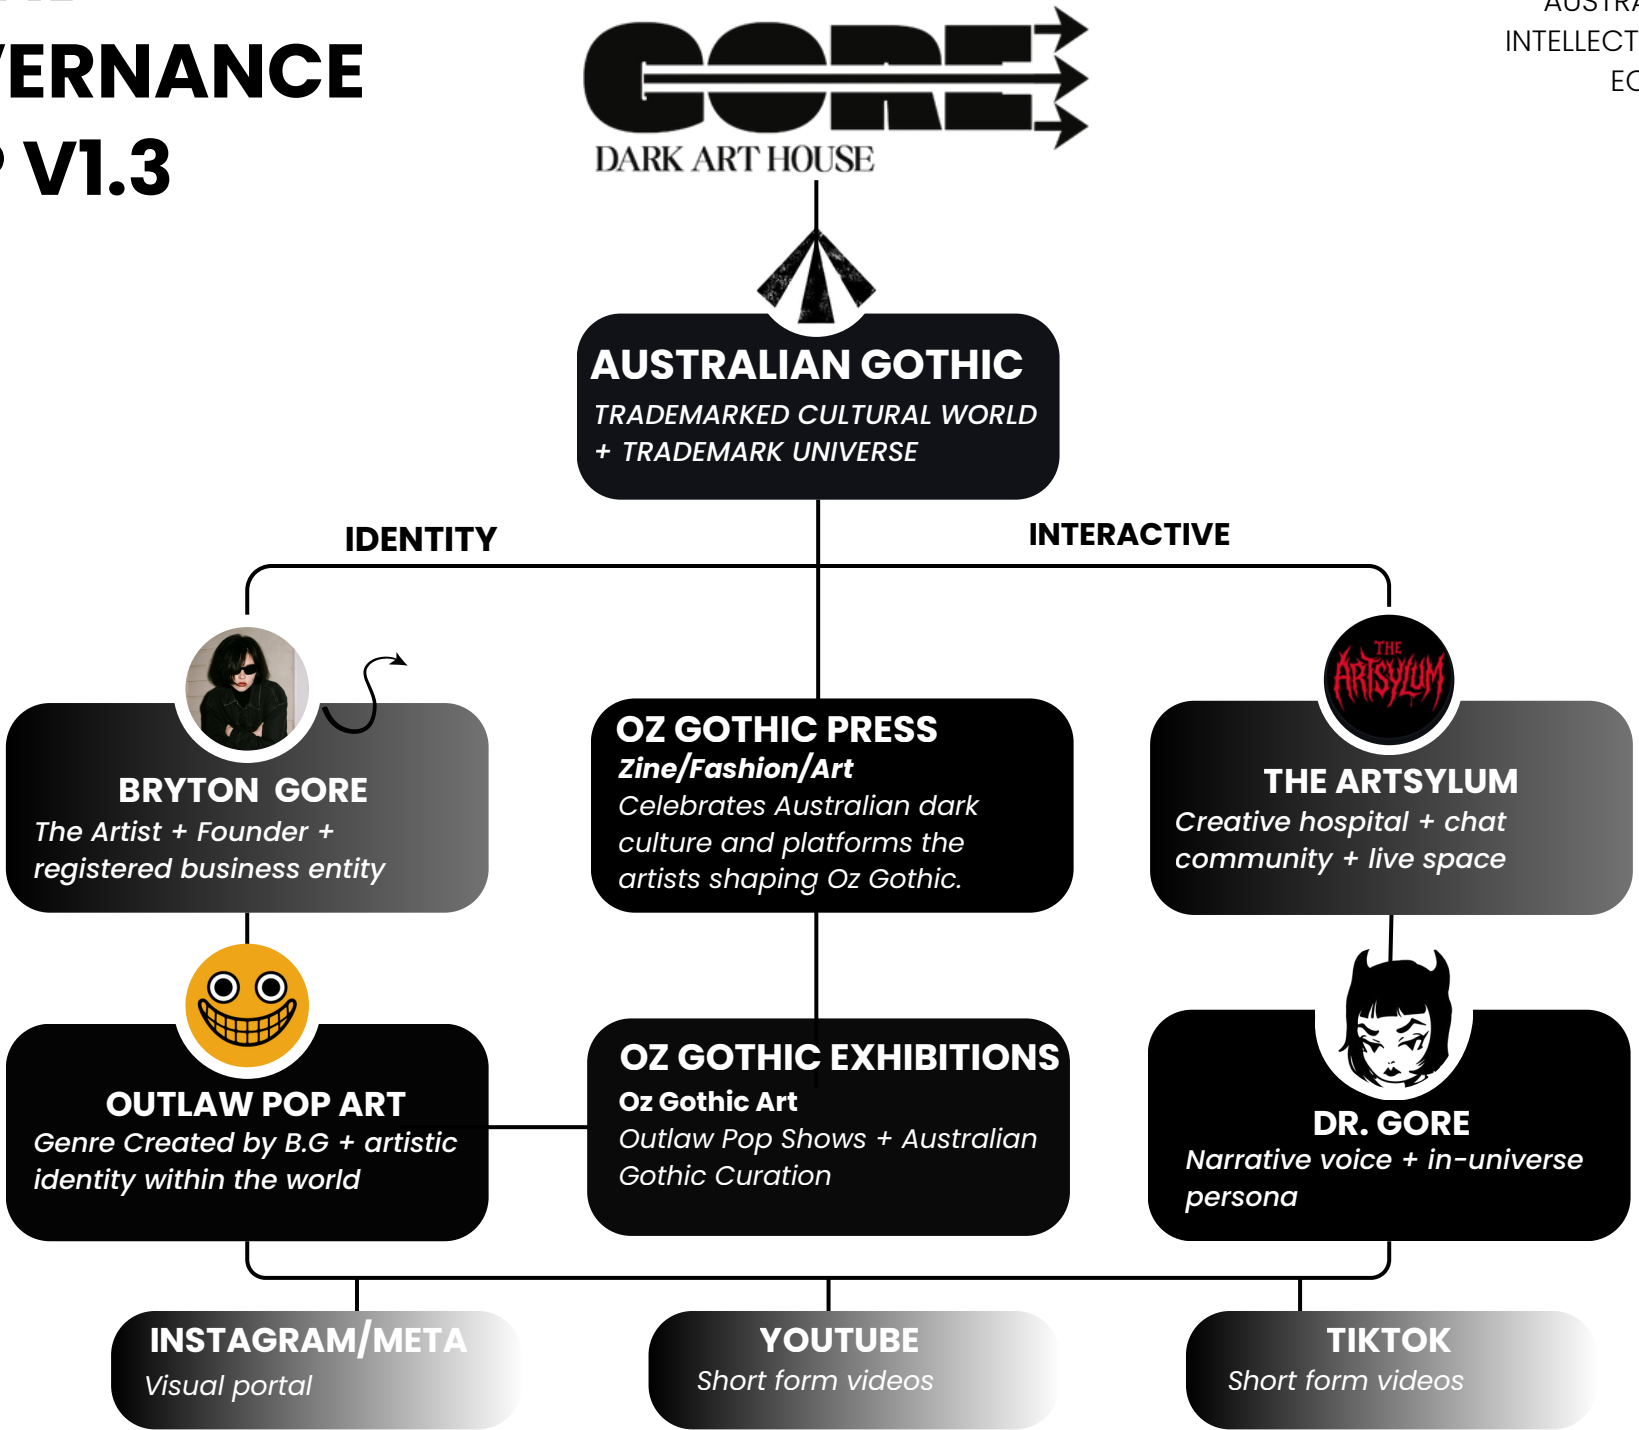 VERNANCE
P V1.3
GORE
DARK ART HOUSE
AUSTRA
INTELLECT
EC
AUSTRALIAN GOTHIC
TRADEMARKED CULTURAL WORLD
+ TRADEMARK UNIVERSE
IDENTITY
INTERACTIVE
BRYTON GORE
The Artist + Founder +
registered business entity
OZ GOTHIC PRESS
Zine/Fashion/Art
Celebrates Australian dark
culture and platforms the
artists shaping Oz Gothic.
THE
ARTSYLUM
THE ARTSYLUM
Creative hospital + chat
community + live space
OUTLAW POP ART
Genre Created by B.G + artistic
identity within the world
OZ GOTHIC EXHIBITIONS
Oz Gothic Art
Outlaw Pop Shows + Australian
Gothic Curation
DR. GORE
Narrative voice + in-universe
persona
INSTAGRAM/META
Visual portal
YOUTUBE
Short form videos
TIKTOK
Short form videos